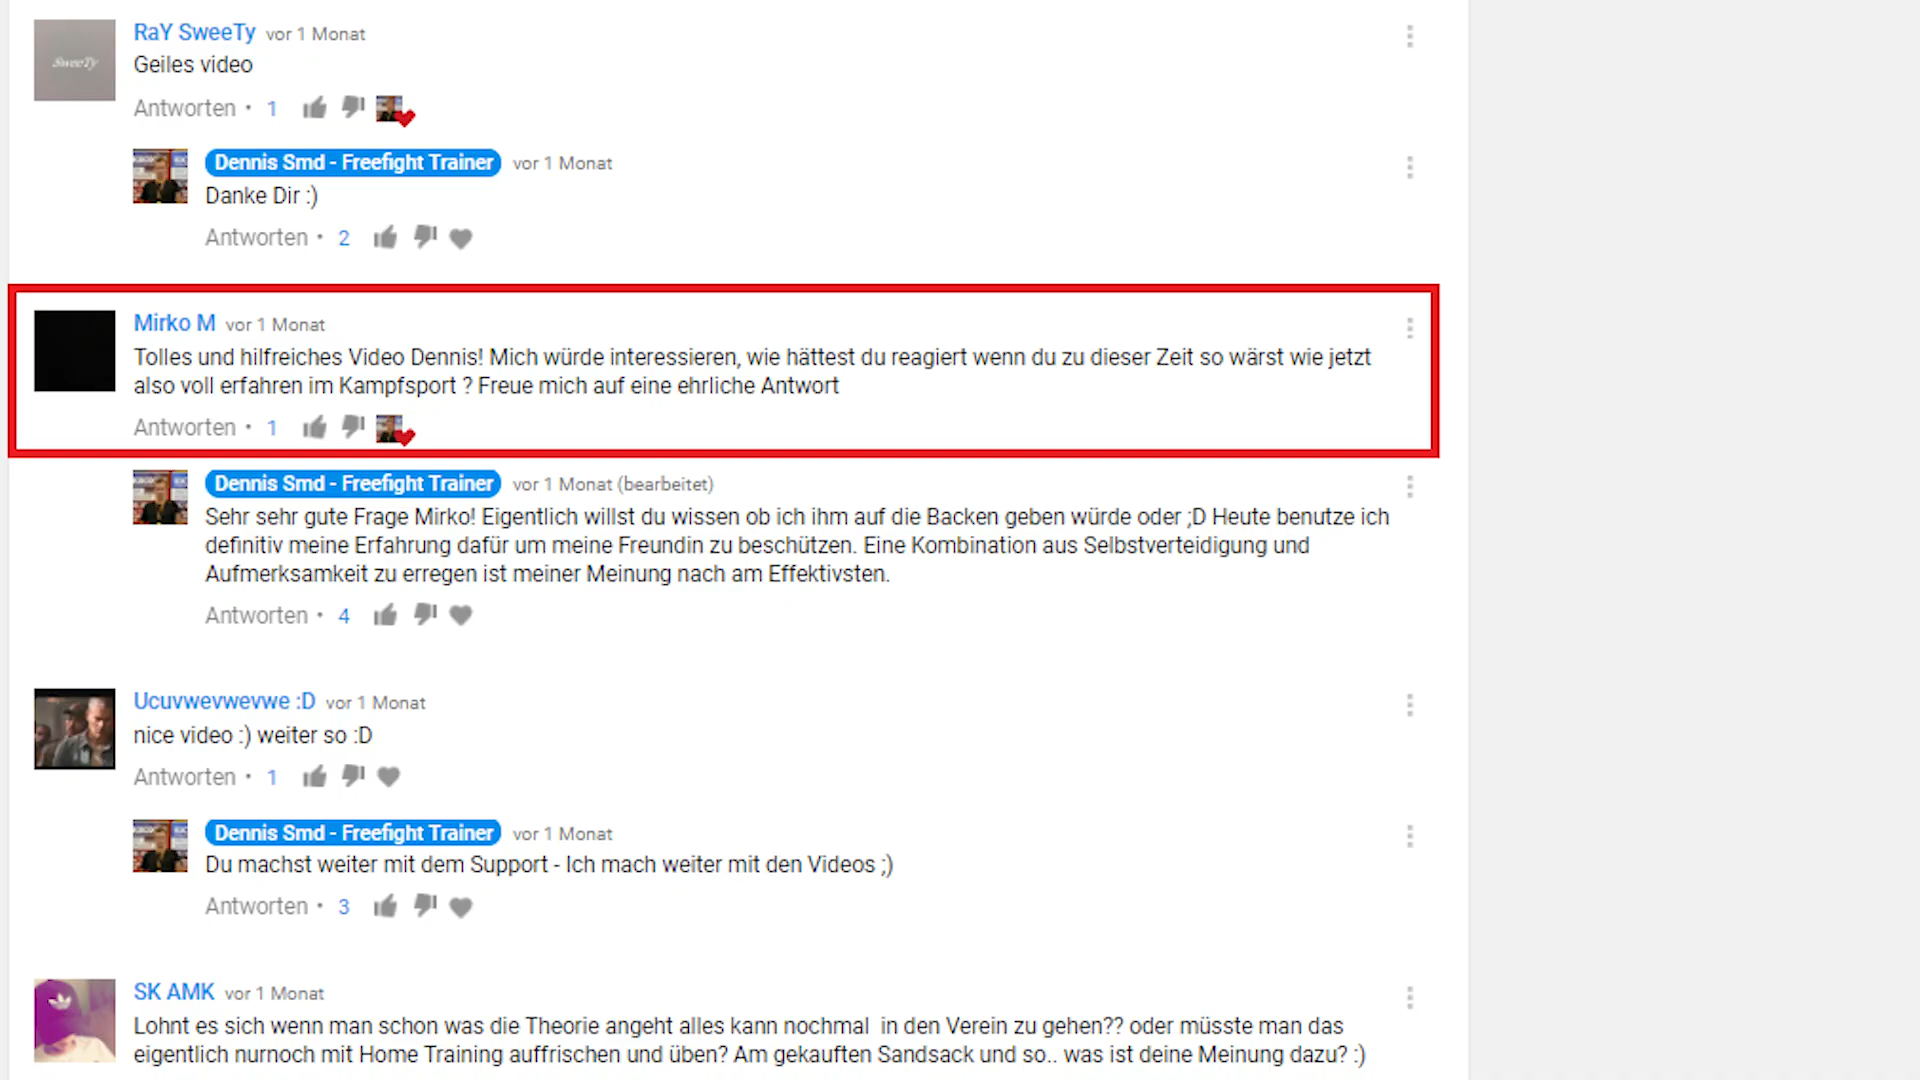 SweeTy
RaY SweeTy vor 1 Monat
Geiles video
Antworten • 1
Dennis Smd - Freefight Trainer vor 1 Monat
Danke Dir :)
Antworten • 2
Mirko M vor 1 Monat
Tolles und hilfreiches Video Dennis! Mich würde interessieren, wie hättest du reagiert wenn du zu dieser Zeit so wärst wie jetzt
also voll erfahren im Kampfsport ? Freue mich auf eine ehrliche Antwort
Antworten • 1
Dennis Smd - Freefight Trainer vor 1 Monat (bearbeitet)
Sehr sehr gute Frage Mirko! Eigentlich willst du wissen ob ich ihm auf die Backen geben würde oder ;D Heute benutze ich
definitiv meine Erfahrung dafür um meine Freundin zu beschützen. Eine Kombination aus Selbstverteidigung und
Aufmerksamkeit zu erregen ist meiner Meinung nach am Effektivsten.
Antworten • 4
Ucuvwevwevwe :D vor 1 Monat
nice video :) weiter so :D
Antworten • 1
Dennis Smd - Freefight Trainer vor 1 Monat
Du machst weiter mit dem Support - Ich mach weiter mit den Videos ;)
Antworten • 3
SK AMK vor 1 Monat
Lohnt es sich wenn man schon was die Theorie angeht alles kann nochmal  in den Verein zu gehen?? oder müsste man das
eigentlich nurnoch mit Home Training auffrischen und üben? Am gekauften Sandsack und so.. was ist deine Meinung dazu? :)